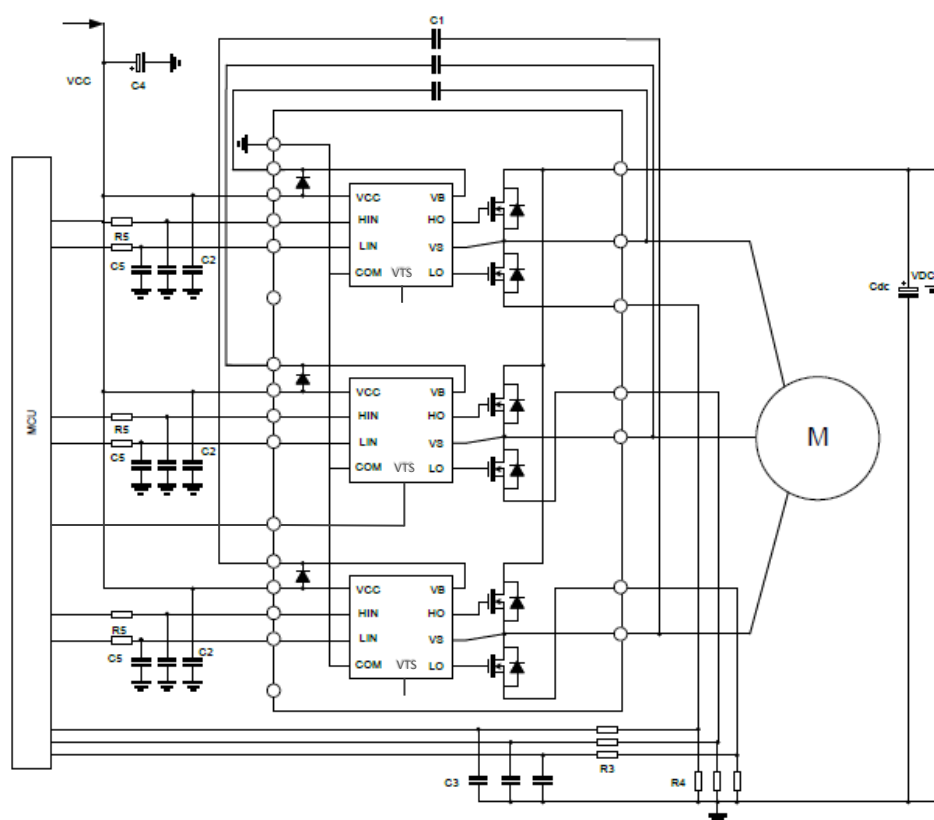 C1
VCC
+
C4
VCC
VB
HIN
HO
R5
LIN
VS
C5
C2
COM
VTS
LO
+
VDC
Cdc
MCU
VCC
VB
HIN
HO
R5
LIN
VS
C5
C2
COM
VTS
LO
M
VCC
VB
HIN
HO
R5
LIN
VS
C5
C2
COM
VTS
LO
R3
C3
R4